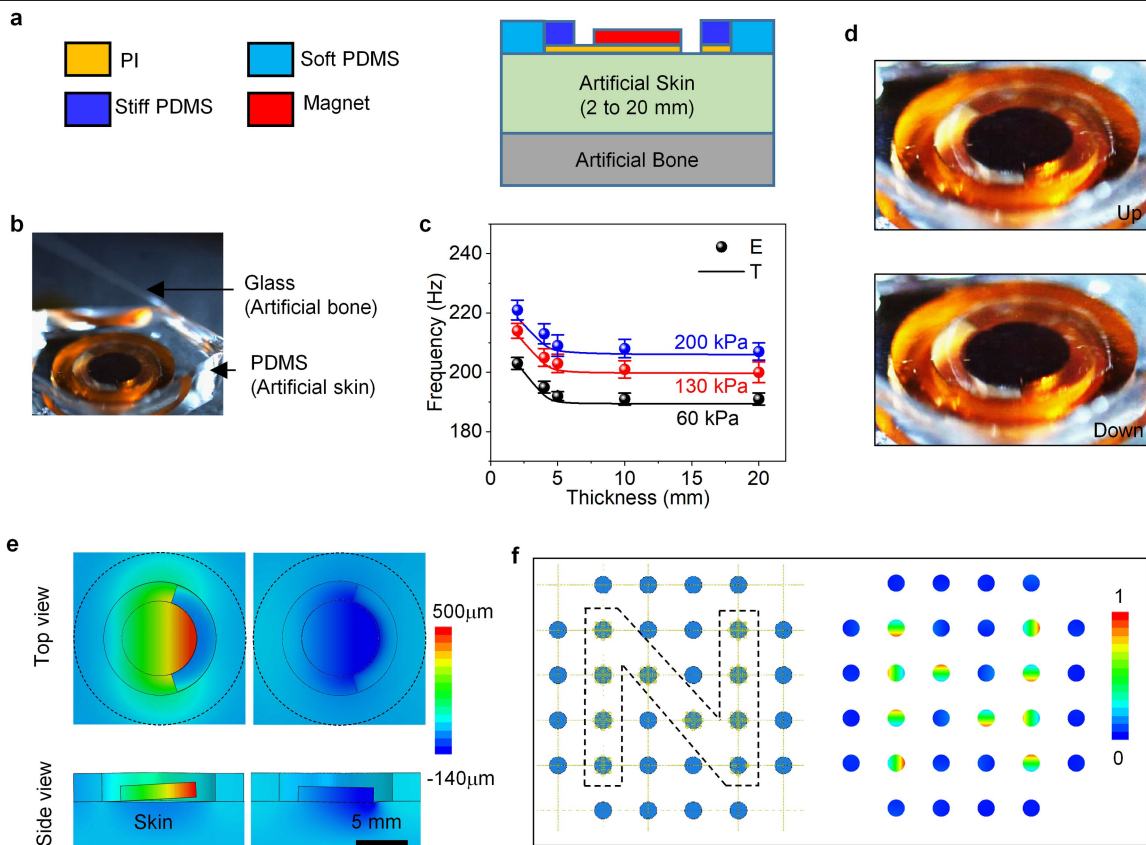 a
PI
Soft PDMS
Stiff PDMS
Magnet
Artificial Skin
(2 to 20 mm)
Artificial Bone
b
Glass
(Artificial bone)
PDMS
(Artificial skin)
c
Frequency (Hz)
240
220
200
180
E
T
200 kPa
130 kPa
60 kPa
0
5
10
15
20
Thickness (mm)
d
Up
Down
e
Top view
500μm
-140μm
Side view
Skin
5 mm
f
1
0